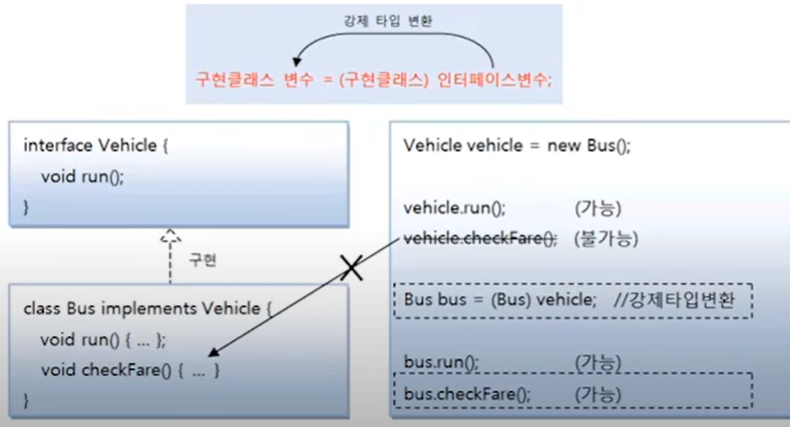 강제 타입 변환
구현클래스 변수 = (구현클래스) 인터페이스변수;
interface Vehicle {
void run();
}
구현
class Bus implements Vehicle {
void run() { ... };
void checkFare() { ... }
}
Vehicle vehicle = new Bus();
vehicle.run(); (가능)
vehicle.checkFare(); (불가능)
Bus bus = (Bus) vehicle; //강제타입변환
bus.run(); (가능)
bus.checkFare(); (가능)